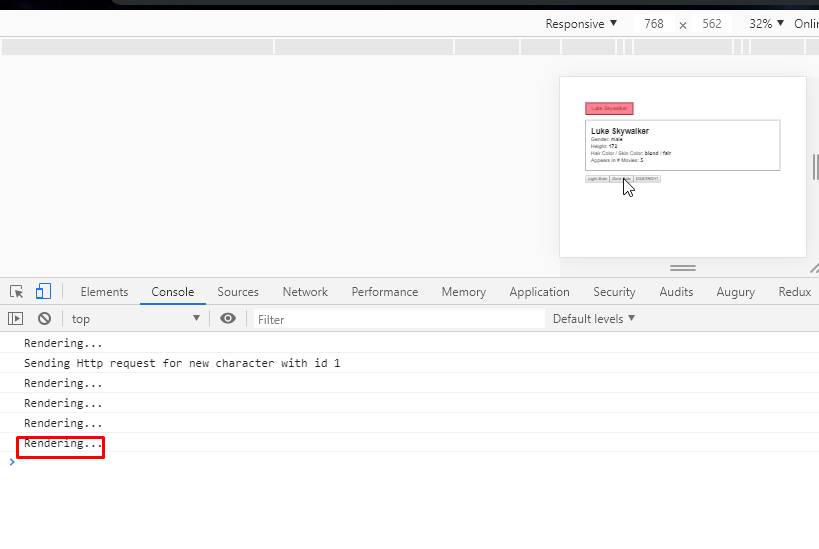 Responsive ▼ 768 × 562 32% ▼ Onlin
Luke Skywalker
Luke Skywalker
Gender: male
Height: 172
Hair Color / Skin Color: blond / fair
Appears in # Movies: 5
Light Side Dark Side DESTROY!
Elements Console Sources Network Performance Memory Application Security Audits Augury Redux
top ▼ Filter Default levels ▼
Rendering...
Sending Http request for new character with id 1
Rendering...
Rendering...
Rendering...
Rendering...